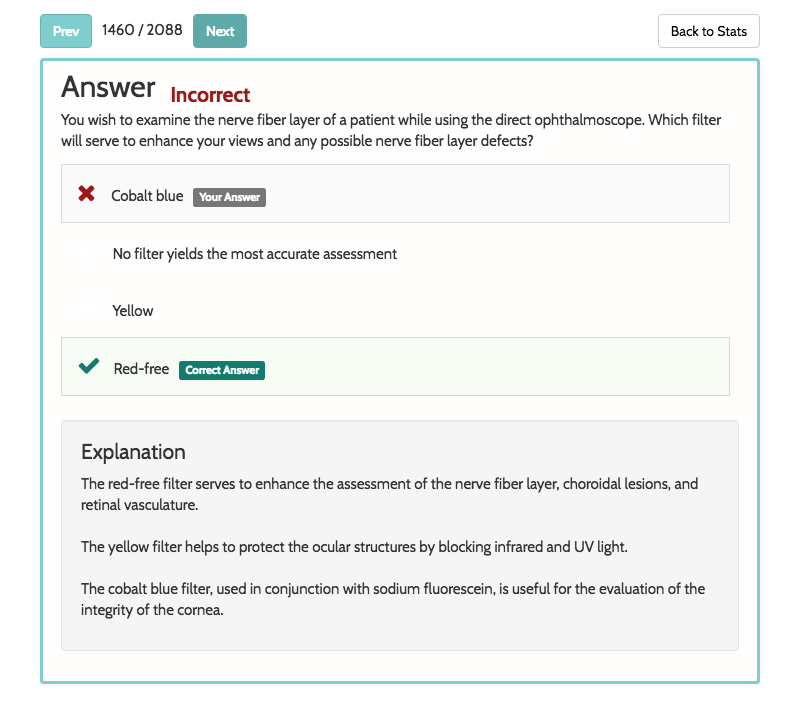 Prev 1460 / 2088 Next Back to Stats
Answer Incorrect
You wish to examine the nerve fiber layer of a patient while using the direct ophthalmoscope. Which filter
will serve to enhance your views and any possible nerve fiber layer defects?
Cobalt blue Your Answer
No filter yields the most accurate assessment
Yellow
Red-free Correct Answer
Explanation
The red-free filter serves to enhance the assessment of the nerve fiber layer, choroidal lesions, and
retinal vasculature.
The yellow filter helps to protect the ocular structures by blocking infrared and UV light.
The cobalt blue filter, used in conjunction with sodium fluorescein, is useful for the evaluation of the
integrity of the cornea.